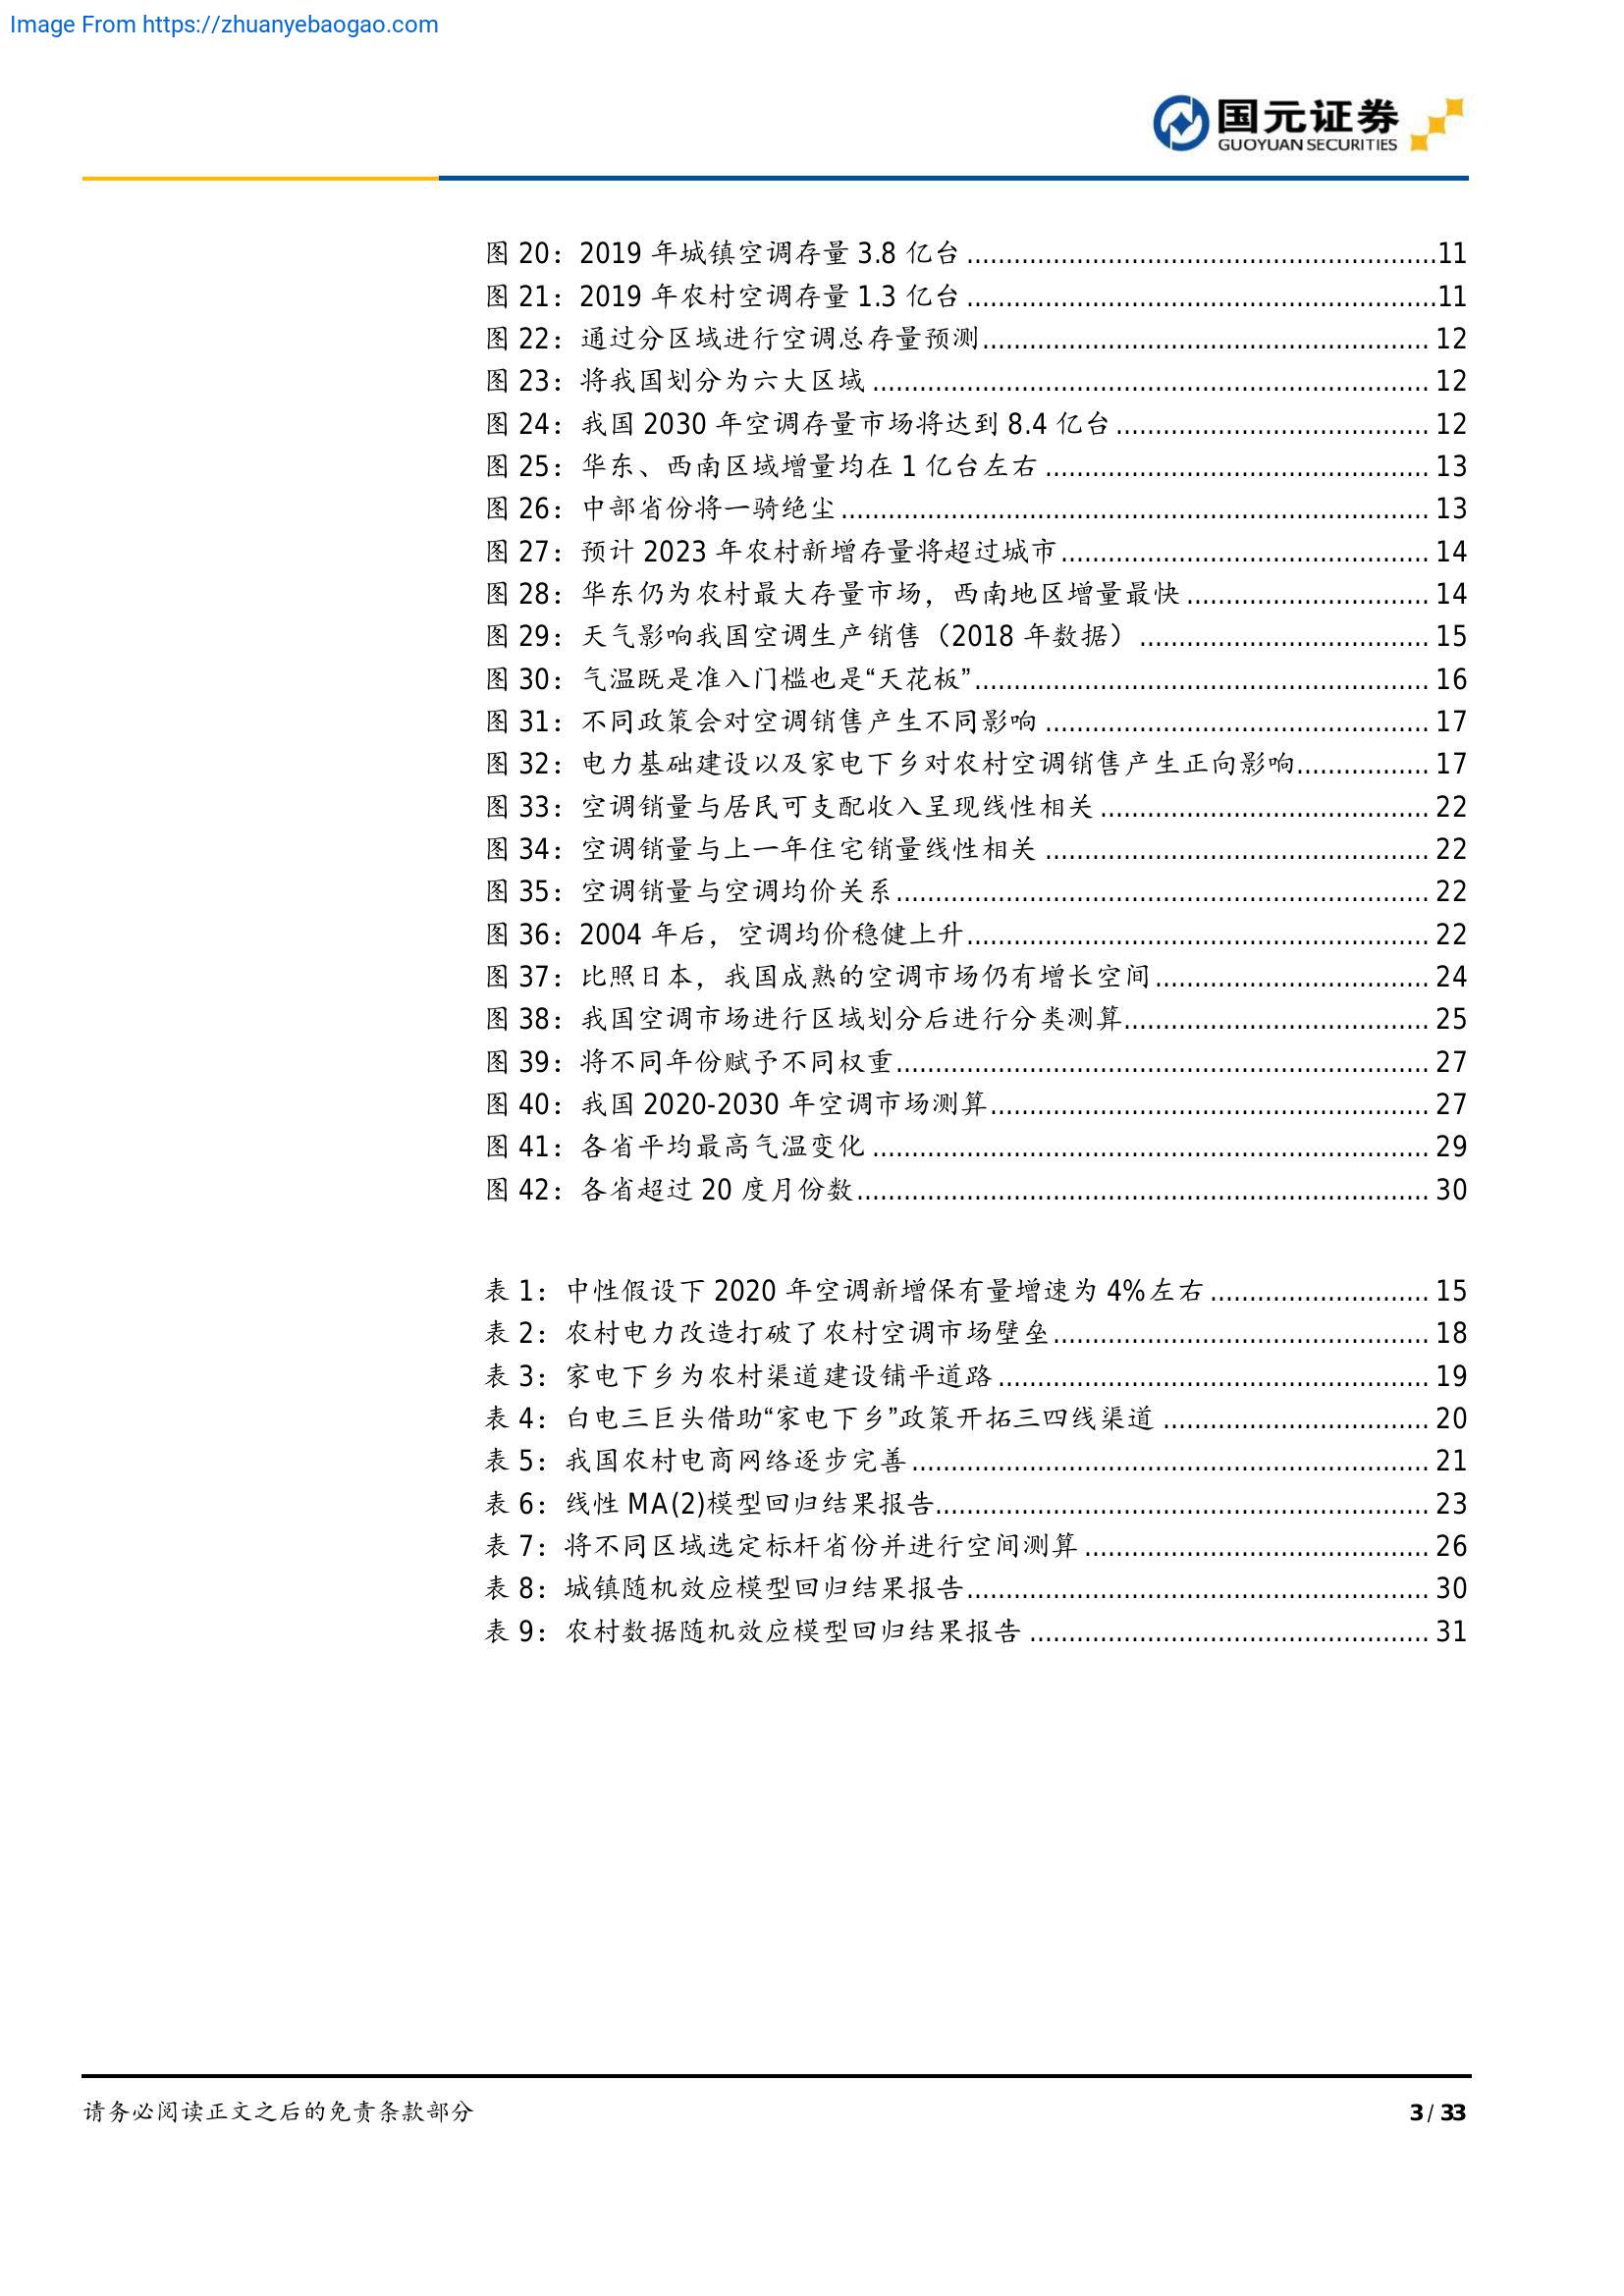 Image From https://zhuanyebaogao.com
国元证券
GUOYUAN SECURITIES
图 20：2019 年城镇空调存量 3.8 亿台 ............................................................11
图 21：2019 年农村空调存量 1.3 亿台 ............................................................11
图 22：通过分区域进行空调总存量预测......................................................... 12
图 23：将我国划分为六大区域 ....................................................................... 12
图 24：我国 2030 年空调存量市场将达到 8.4 亿台 ........................................ 12
图 25：华东、西南区域增量均在 1 亿台左右 ................................................. 13
图 26：中部省份将一骑绝尘 ........................................................................... 13
图 27：预计 2023 年农村新增存量将超过城市............................................... 14
图 28：华东仍为农村最大存量市场，西南地区增量最快 ............................... 14
图 29：天气影响我国空调生产销售（2018 年数据） ..................................... 15
图 30：气温既是准入门槛也是“天花板”.......................................................... 16
图 31：不同政策会对空调销售产生不同影响 ................................................. 17
图 32：电力基础建设以及家电下乡对农村空调销售产生正向影响................. 17
图 33：空调销量与居民可支配收入呈现线性相关 .......................................... 22
图 34：空调销量与上一年住宅销量线性相关 ................................................. 22
图 35：空调销量与空调均价关系.................................................................... 22
图 36：2004 年后，空调均价稳健上升........................................................... 22
图 37：比照日本，我国成熟的空调市场仍有增长空间................................... 24
图 38：我国空调市场进行区域划分后进行分类测算....................................... 25
图 39：将不同年份赋予不同权重.................................................................... 27
图 40：我国 2020-2030 年空调市场测算........................................................ 27
图 41：各省平均最高气温变化 ....................................................................... 29
图 42：各省超过 20 度月份数......................................................................... 30
表 1：中性假设下 2020 年空调新增保有量增速为 4%左右 ............................ 15
表 2：农村电力改造打破了农村空调市场壁垒................................................ 18
表 3：家电下乡为农村渠道建设铺平道路 ....................................................... 19
表 4：白电三巨头借助“家电下乡”政策开拓三四线渠道 .................................. 20
表 5：我国农村电商网络逐步完善.................................................................. 21
表 6：线性 MA(2)模型回归结果报告............................................................... 23
表 7：将不同区域选定标杆省份并进行空间测算 ............................................ 26
表 8：城镇随机效应模型回归结果报告........................................................... 30
表 9：农村数据随机效应模型回归结果报告 ................................................... 31
请务必阅读正文之后的免责条款部分
3 / 33